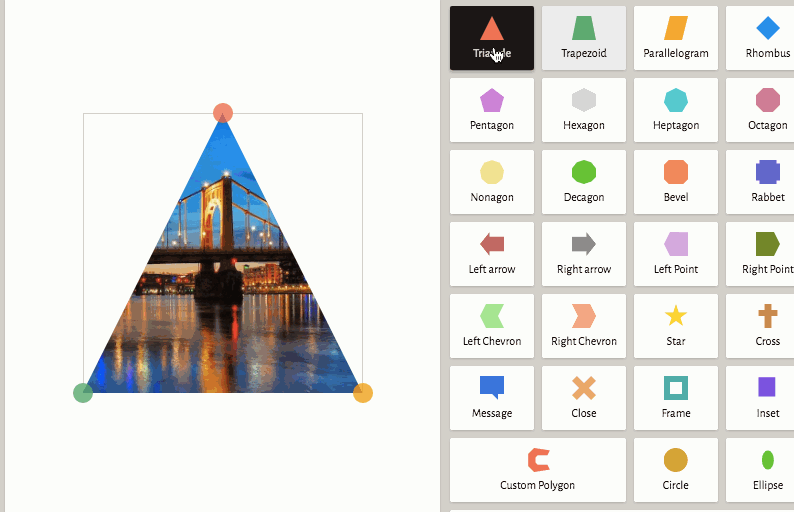 Triangle
Trapezoid
Parallelogram
Rhombus
Pentagon
Hexagon
Heptagon
Octagon
Nonagon
Decagon
Bevel
Rabbet
Left arrow
Right arrow
Left Point
Right Point
Left Chevron
Right Chevron
Star
Cross
Message
Close
Frame
Inset
Custom Polygon
Circle
Ellipse